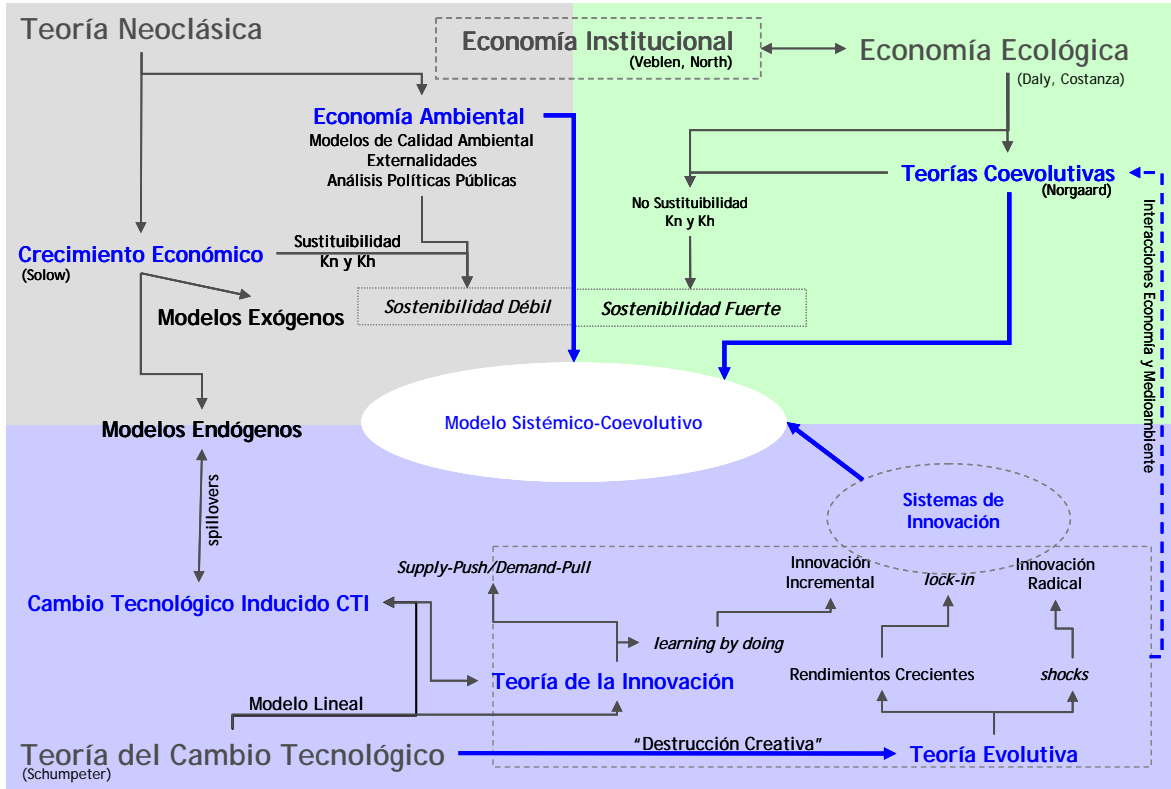 Teoría Neoclásica
Economía Institucional
(Veblen, North)
Economía Ecológica
(Daly, Costanza)
Economía Ambiental
Modelos de Calidad Ambiental
Externalidades
Análisis Políticas Públicas
Teorías Coevolutivas
(Norgaard)
No Sustituibilidad
Kn y Kh
Interacciones Economía y Medioambiente
Crecimiento Económico
(Solow)
Sustituibilidad
Kn y Kh
Modelos Exógenos
Sostenibilidad Débil
Sostenibilidad Fuerte
Modelos Endógenos
Modelo Sistémico-Coevolutivo
spillovers
Sistemas de
Innovación
Supply-Push/Demand-Pull
Innovación
Incremental
lock-in
Innovación
Radical
Cambio Tecnológico Inducido CTI
learning by doing
Teoría de la Innovación
Rendimientos Crecientes
shocks
Modelo Lineal
Teoría del Cambio Tecnológico
(Schumpeter)
“Destrucción Creativa”
Teoría Evolutiva